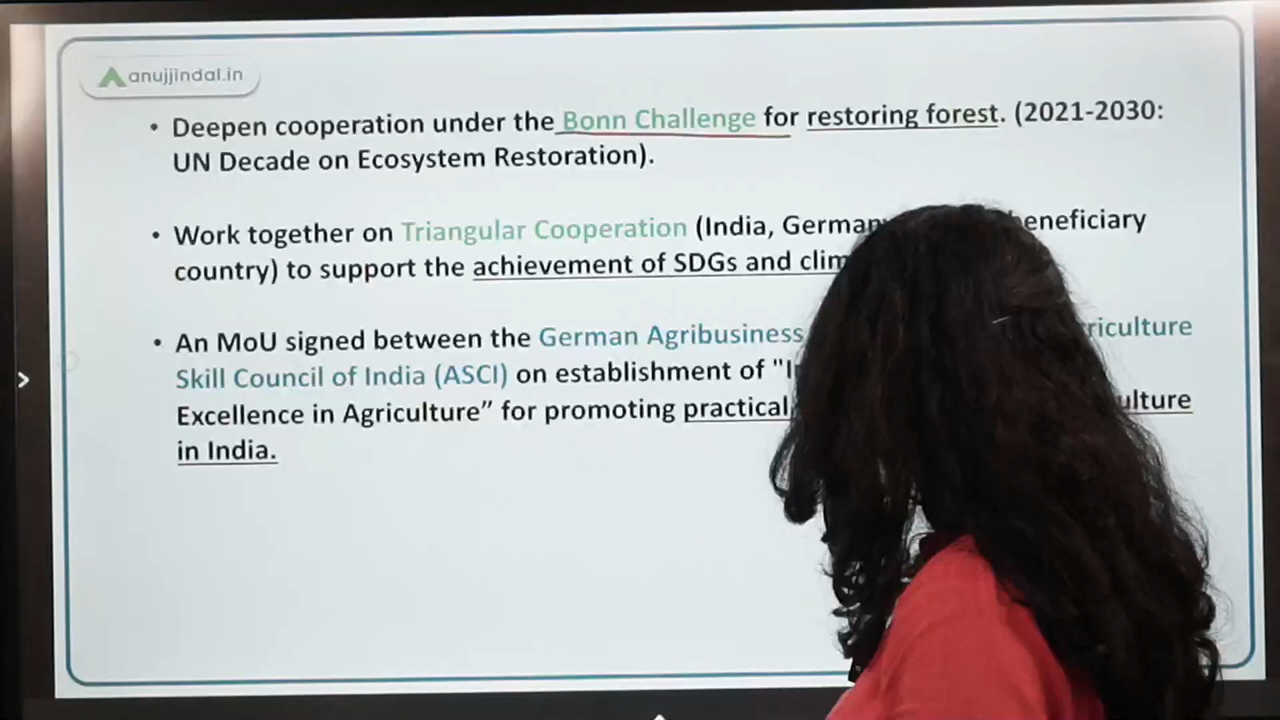 anujjindal.in
• Deepen cooperation under the Bonn Challenge for restoring forest. (2021-2030:
UN Decade on Ecosystem Restoration).
• Work together on Triangular Cooperation (India, German eneficiary
country) to support the achievement of SDGs and clim
• An MoU signed between the German Agribusiness riculture
Skill Council of India (ASCI) on establishment of "I
Excellence in Agriculture” for promoting practical ulture
in India.